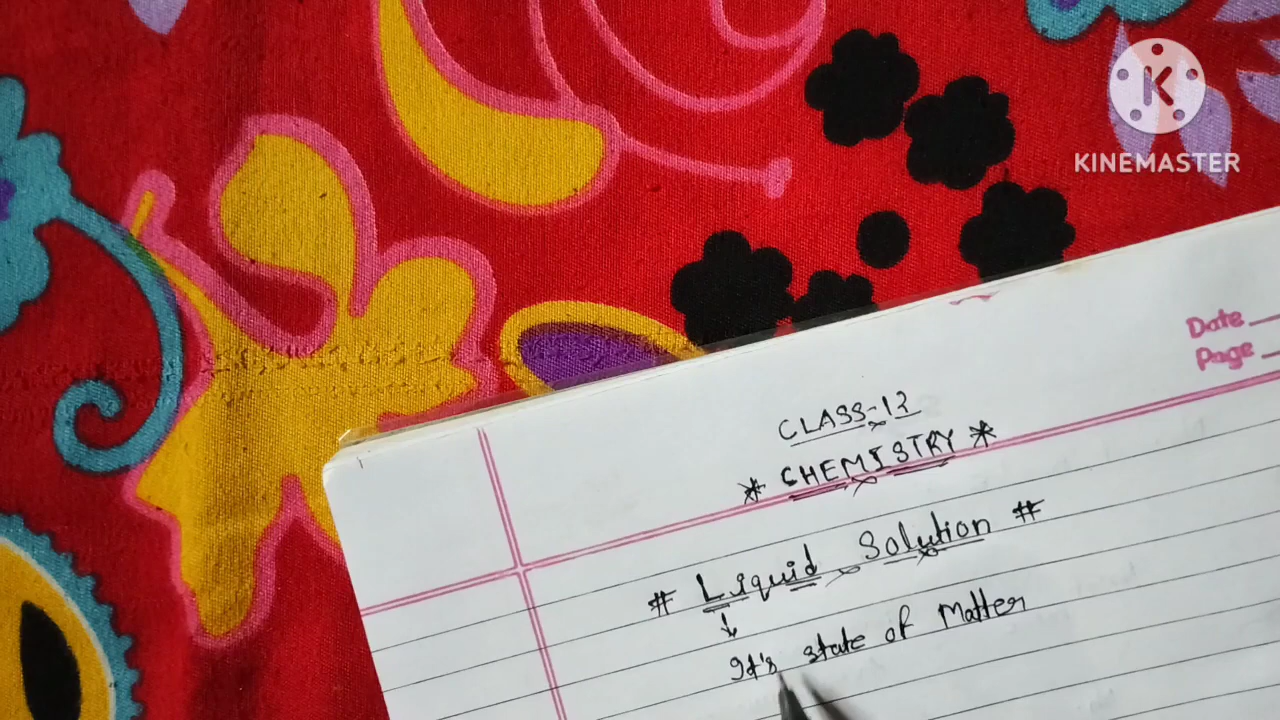 KINEMASTER
Date
Page
CLASS-12
* CHEMISTRY *
# Liquid Solution #
It's state of Matter